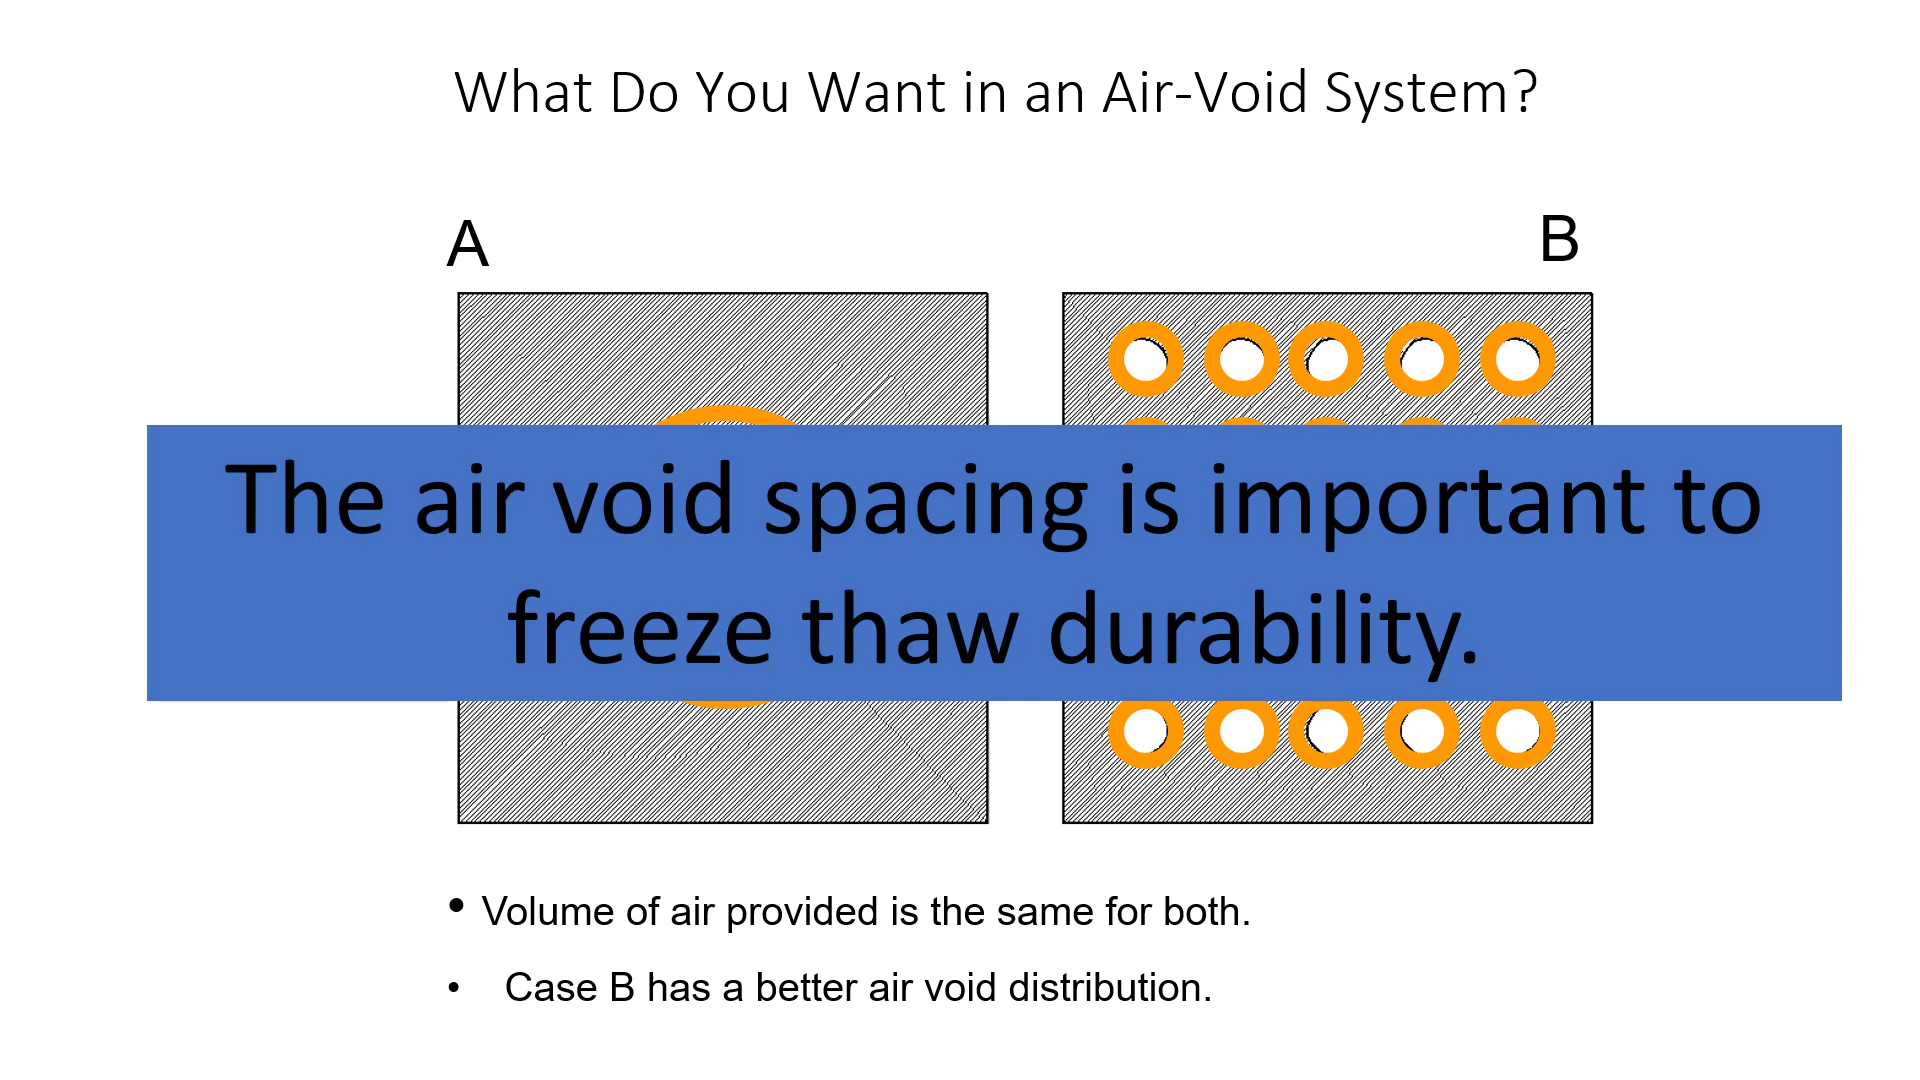 What Do You Want in an Air-Void System?
A
B
The air void spacing is important to
freeze thaw durability.
• Volume of air provided is the same for both.
• Case B has a better air void distribution.